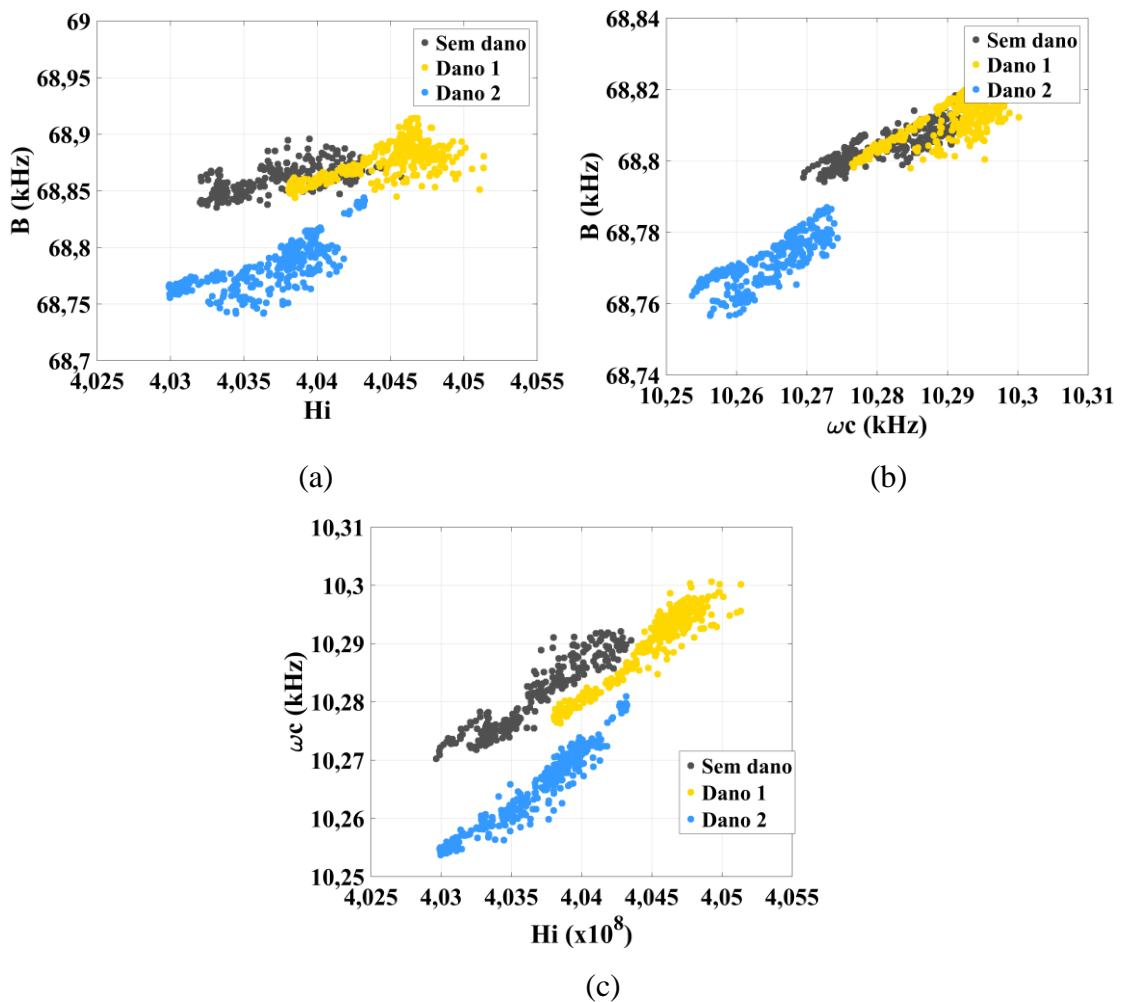 69
68,95
68,9
68,85
68,8
68,75
68,7
B (kHz)
Sem dano
Dano 1
Dano 2
4,025 4,03 4,035 4,04 4,045 4,05 4,055
Hi
(a)
68,84
68,82
68,8
68,78
68,76
68,74
B (kHz)
Sem dano
Dano 1
Dano 2
10,25 10,26 10,27 10,28 10,29 10,3 10,31
ωc (kHz)
(b)
10,31
10,3
10,29
10,28
10,27
10,26
10,25
ωc (kHz)
Sem dano
Dano 1
Dano 2
4,025 4,03 4,035 4,04 4,045 4,05 4,055
Hi (x10⁸)
(c)